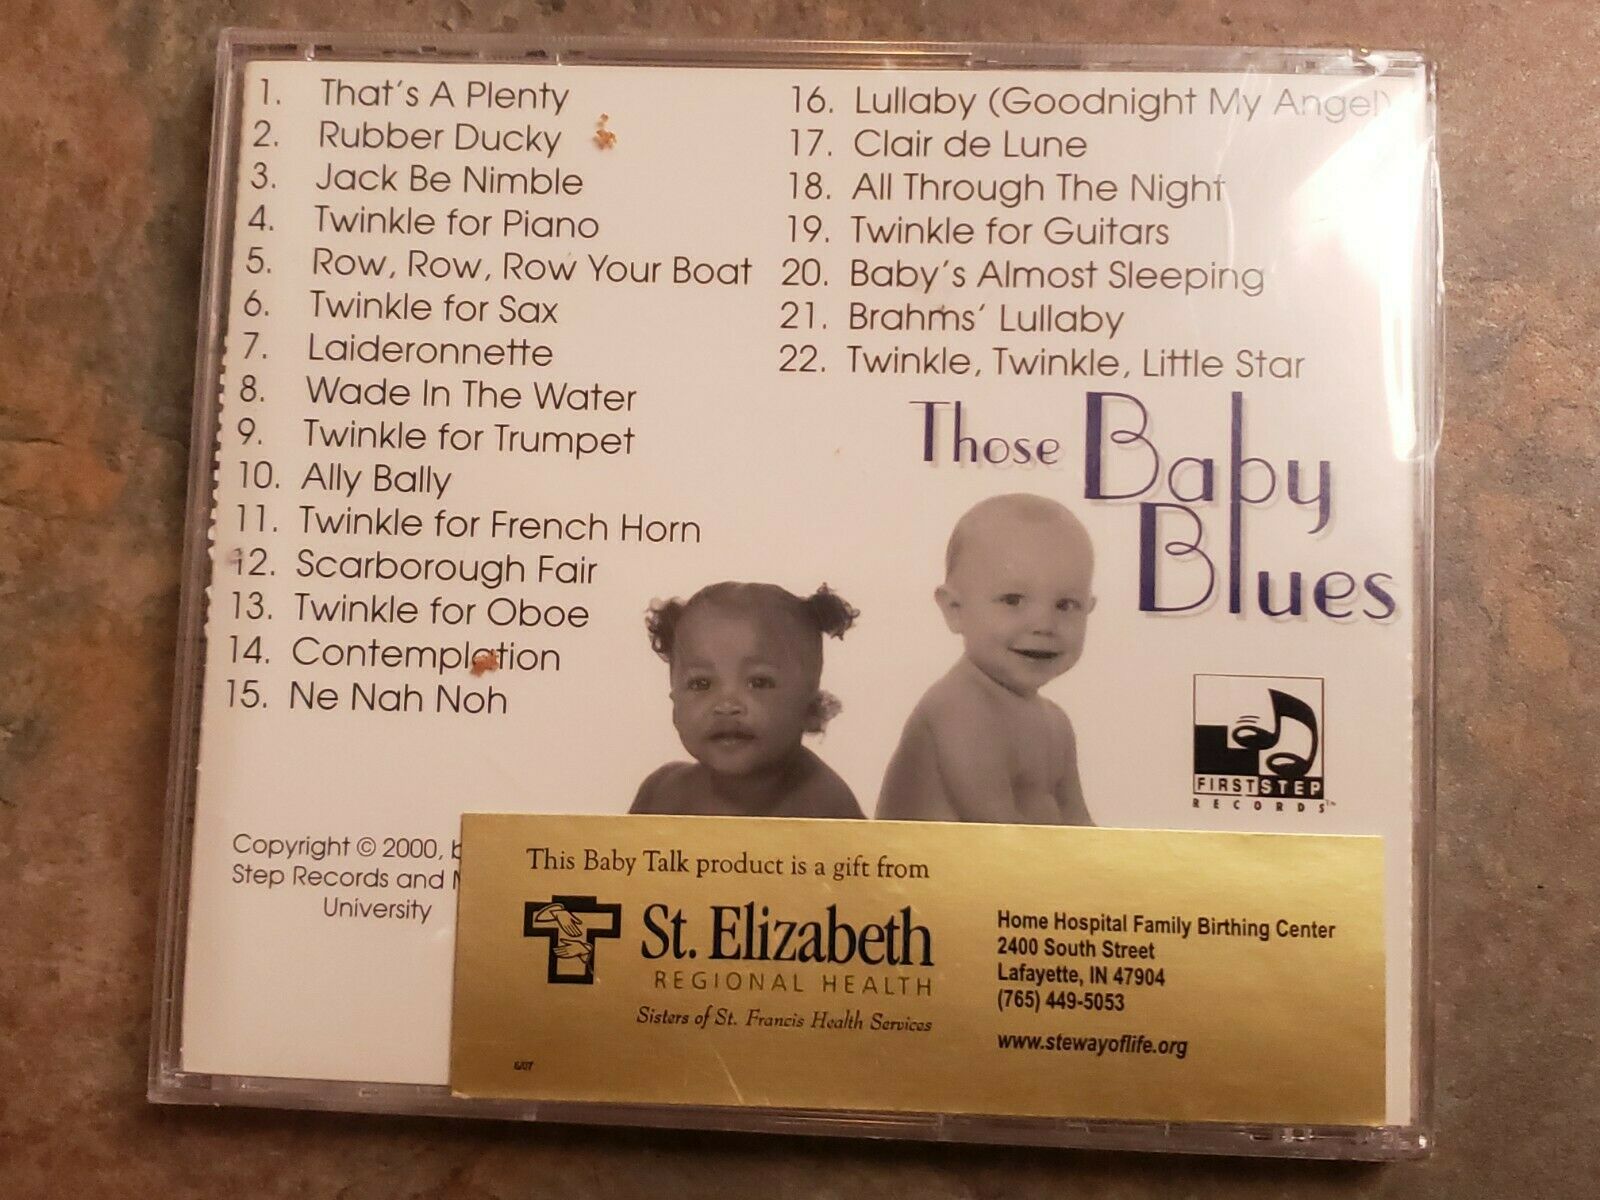 1. That's A Plenty
2. Rubber Ducky
3. Jack Be Nimble
4. Twinkle for Piano
5. Row, Row, Row Your Boat
6. Twinkle for Sax
7. Laideronnette
8. Wade In The Water
9. Twinkle for Trumpet
10. Ally Bally
11. Twinkle for French Horn
12. Scarborough Fair
13. Twinkle for Oboe
14. Contemplation
15. Ne Nah Noh
16. Lullaby (Goodnight My Angel)
17. Clair de Lune
18. All Through The Night
19. Twinkle for Guitars
20. Baby's Almost Sleeping
21. Brahms' Lullaby
22. Twinkle, Twinkle, Little Star
Those Baby
Blues
FIRST STEP
RECORDS™
Copyright © 2000,
Step Records and
University
This Baby Talk product is a gift from
St. Elizabeth
REGIONAL HEALTH
Sisters of St. Francis Health Services
6/07
Home Hospital Family Birthing Center
2400 South Street
Lafayette, IN 47904
(765) 449-5053
www.stewayoflife.org